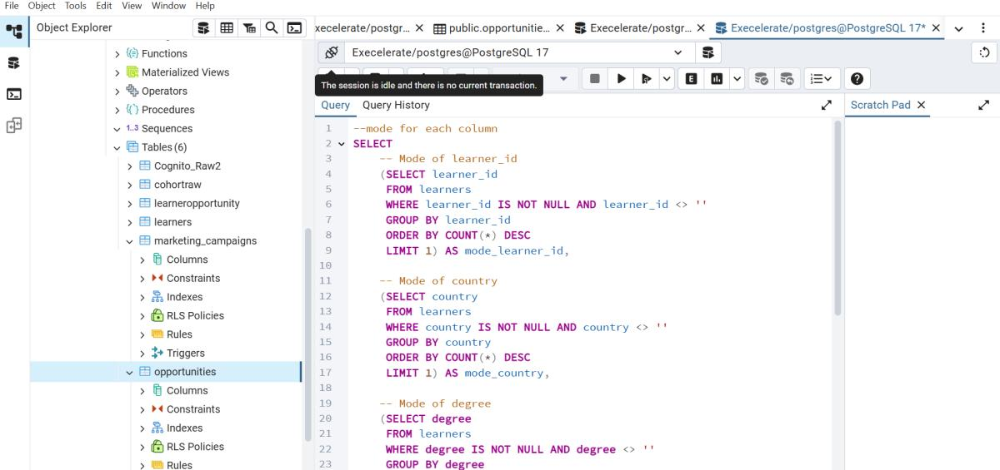 File Object Tools Edit View Window Help
Object Explorer
Functions
Materialized Views
Operators
Procedures
1..3 Sequences
Tables (6)
Cognito_Raw2
cohortraw
learneropportunity
learners
marketing_campaigns
Columns
Constraints
Indexes
RLS Policies
Rules
Triggers
opportunities
Columns
Constraints
Indexes
RLS Policies
Rules
xecelerate/postgr... public.opportunitie... Execelerate/postgr... Execelerate/postgres@PostgreSQL 17*
Execelerate/postgres@PostgreSQL 17
The session is idle and there is no current transaction.
E
Query Query History
Scratch Pad
1 --mode for each column
2 SELECT
3 -- Mode of learner_id
4 (SELECT learner_id
5 FROM learners
6 WHERE learner_id IS NOT NULL AND learner_id <> ''
7 GROUP BY learner_id
8 ORDER BY COUNT(*) DESC
9 LIMIT 1) AS mode_learner_id,
10
11 -- Mode of country
12 (SELECT country
13 FROM learners
14 WHERE country IS NOT NULL AND country <> ''
15 GROUP BY country
16 ORDER BY COUNT(*) DESC
17 LIMIT 1) AS mode_country,
18
19 -- Mode of degree
20 (SELECT degree
21 FROM learners
22 WHERE degree IS NOT NULL AND degree <> ''
23 GROUP BY degree